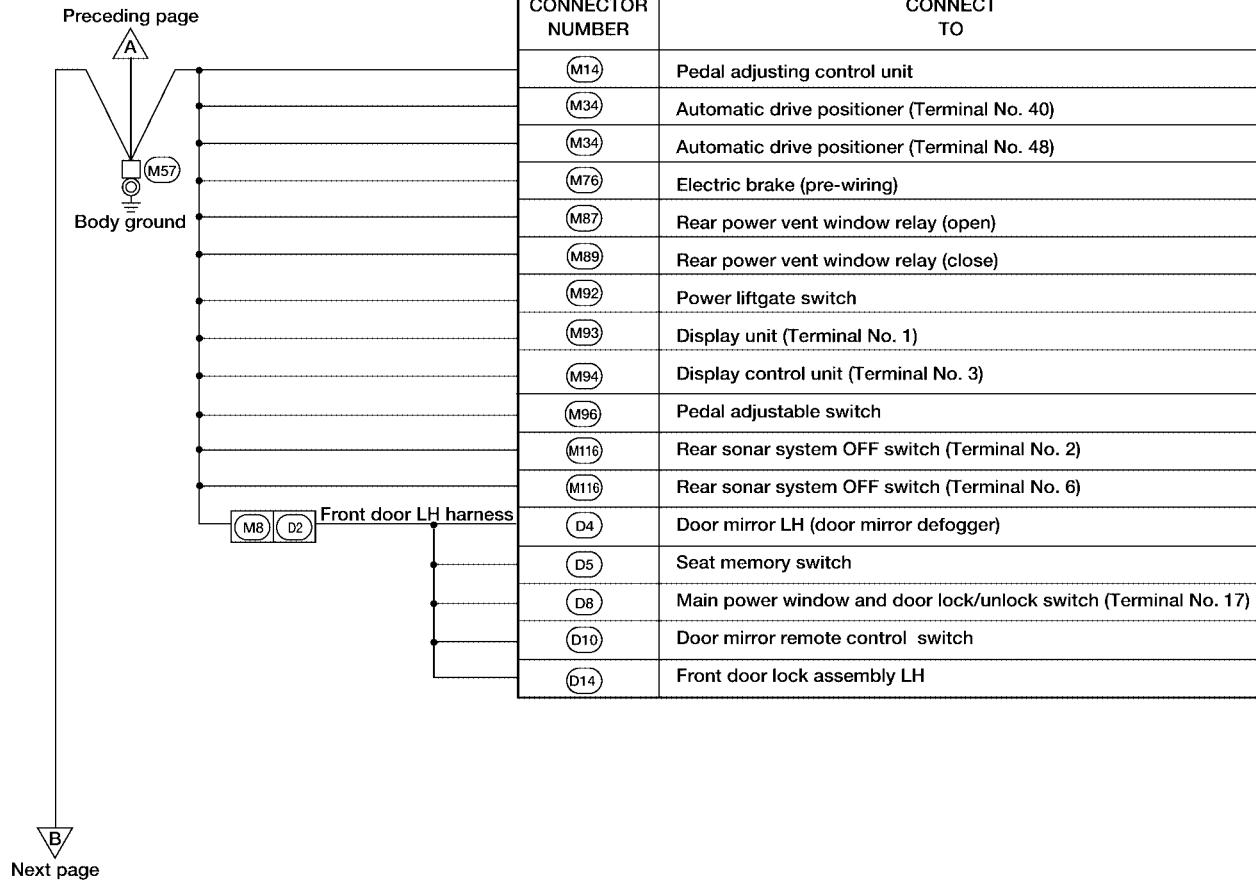 Preceding page
A
M57
Body ground
CONNECTOR NUMBER
CONNECT TO
M14 Pedal adjusting control unit
M34 Automatic drive positioner (Terminal No. 40)
M34 Automatic drive positioner (Terminal No. 48)
M76 Electric brake (pre-wiring)
M87 Rear power vent window relay (open)
M89 Rear power vent window relay (close)
M92 Power liftgate switch
M93 Display unit (Terminal No. 1)
M94 Display control unit (Terminal No. 3)
M96 Pedal adjustable switch
M116 Rear sonar system OFF switch (Terminal No. 2)
M116 Rear sonar system OFF switch (Terminal No. 6)
M8 D2 Front door LH harness
D4 Door mirror LH (door mirror defogger)
D5 Seat memory switch
D8 Main power window and door lock/unlock switch (Terminal No. 17)
D10 Door mirror remote control switch
D14 Front door lock assembly LH
B
Next page